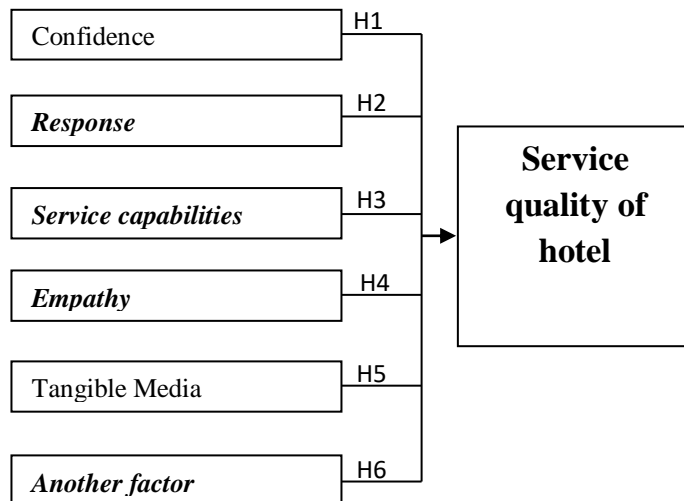 Confidence
H1
Response
H2
Service capabilities
H3
Empathy
H4
Tangible Media
H5
Another factor
H6
Service
quality of
hotel